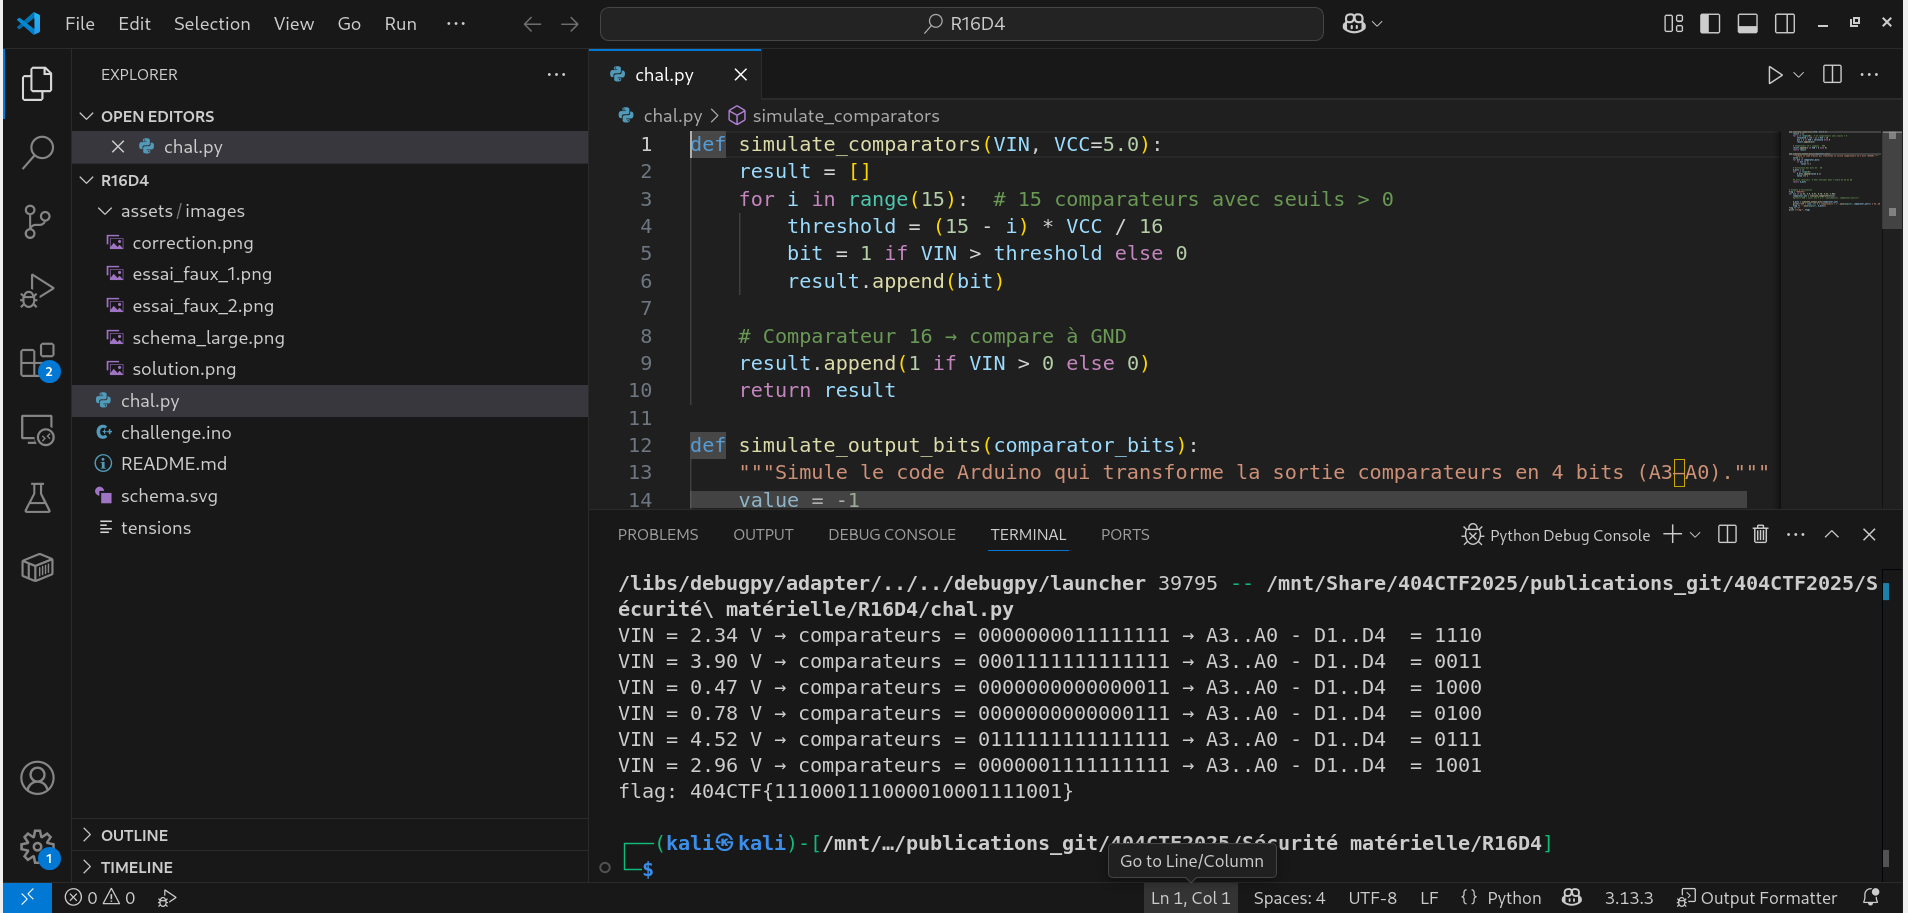 File Edit Selection View Go Run ··· R16D4
EXPLORER ···
OPEN EDITORS
chal.py
R16D4
assets/images
correction.png
essai_faux_1.png
essai_faux_2.png
schema_large.png
solution.png
chal.py
challenge.ino
README.md
schema.svg
tensions
OUTLINE
TIMELINE
2
1
chal.py
chal.py > simulate_comparators
1 def simulate_comparators(VIN, VCC=5.0):
2     result = []
3     for i in range(15):  # 15 comparateurs avec seuils > 0
4         threshold = (15 - i) * VCC / 16
5         bit = 1 if VIN > threshold else 0
6         result.append(bit)
7
8     # Comparateur 16 → compare à GND
9     result.append(1 if VIN > 0 else 0)
10     return result
11
12 def simulate_output_bits(comparator_bits):
13     """Simule le code Arduino qui transforme la sortie comparateurs en 4 bits (A3–A0)."""
14     value = -1
PROBLEMS OUTPUT DEBUG CONSOLE TERMINAL PORTS Python Debug Console
/libs/debugpy/adapter/../../debugpy/launcher 39795 -- /mnt/Share/404CTF2025/publications_git/404CTF2025/S
écurité\ matérielle/R16D4/chal.py
VIN = 2.34 V → comparateurs = 0000000011111111 → A3..A0 - D1..D4  = 1110
VIN = 3.90 V → comparateurs = 0001111111111111 → A3..A0 - D1..D4  = 0011
VIN = 0.47 V → comparateurs = 0000000000000011 → A3..A0 - D1..D4  = 1000
VIN = 0.78 V → comparateurs = 0000000000000111 → A3..A0 - D1..D4  = 0100
VIN = 4.52 V → comparateurs = 0111111111111111 → A3..A0 - D1..D4  = 0111
VIN = 2.96 V → comparateurs = 0000001111111111 → A3..A0 - D1..D4  = 1001
flag: 404CTF{111000111000010001111001}
(kali㉿kali)-[/mnt/…/publications_git/404CTF2025/Sécurité matérielle/R16D4]
$
Go to Line/Column
0 0 Ln 1, Col 1 Spaces: 4 UTF-8 LF {} Python 3.13.3 Output Formatter